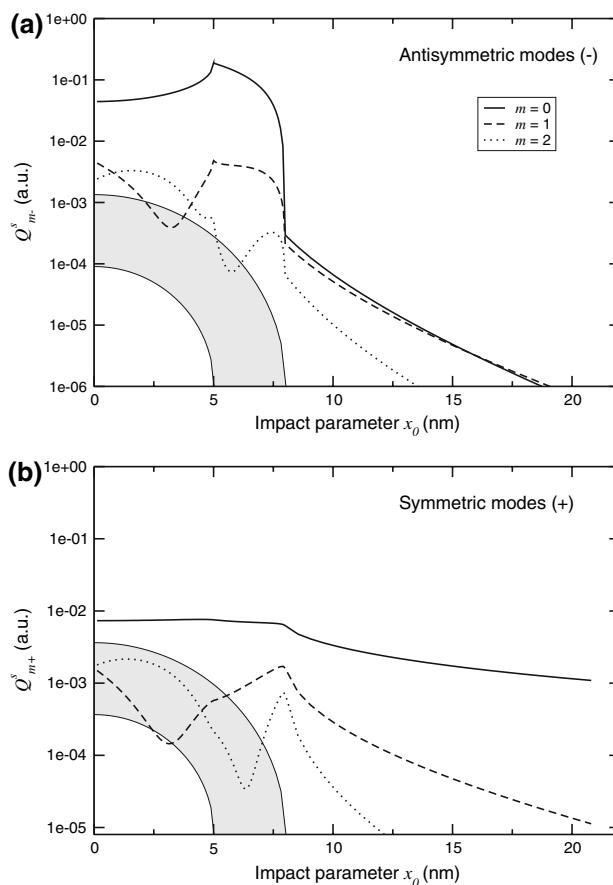 (a)
1e+00
1e-01
1e-02
1e-03
1e-04
1e-05
1e-06
Q^s_{m-} (a.u.)
Antisymmetric modes (-)
m = 0
m = 1
m = 2
0 5 10 15 20
Impact parameter x_0 (nm)
(b)
1e+00
1e-01
1e-02
1e-03
1e-04
1e-05
Q^s_{m+} (a.u.)
Symmetric modes (+)
0 5 10 15 20
Impact parameter x_0 (nm)